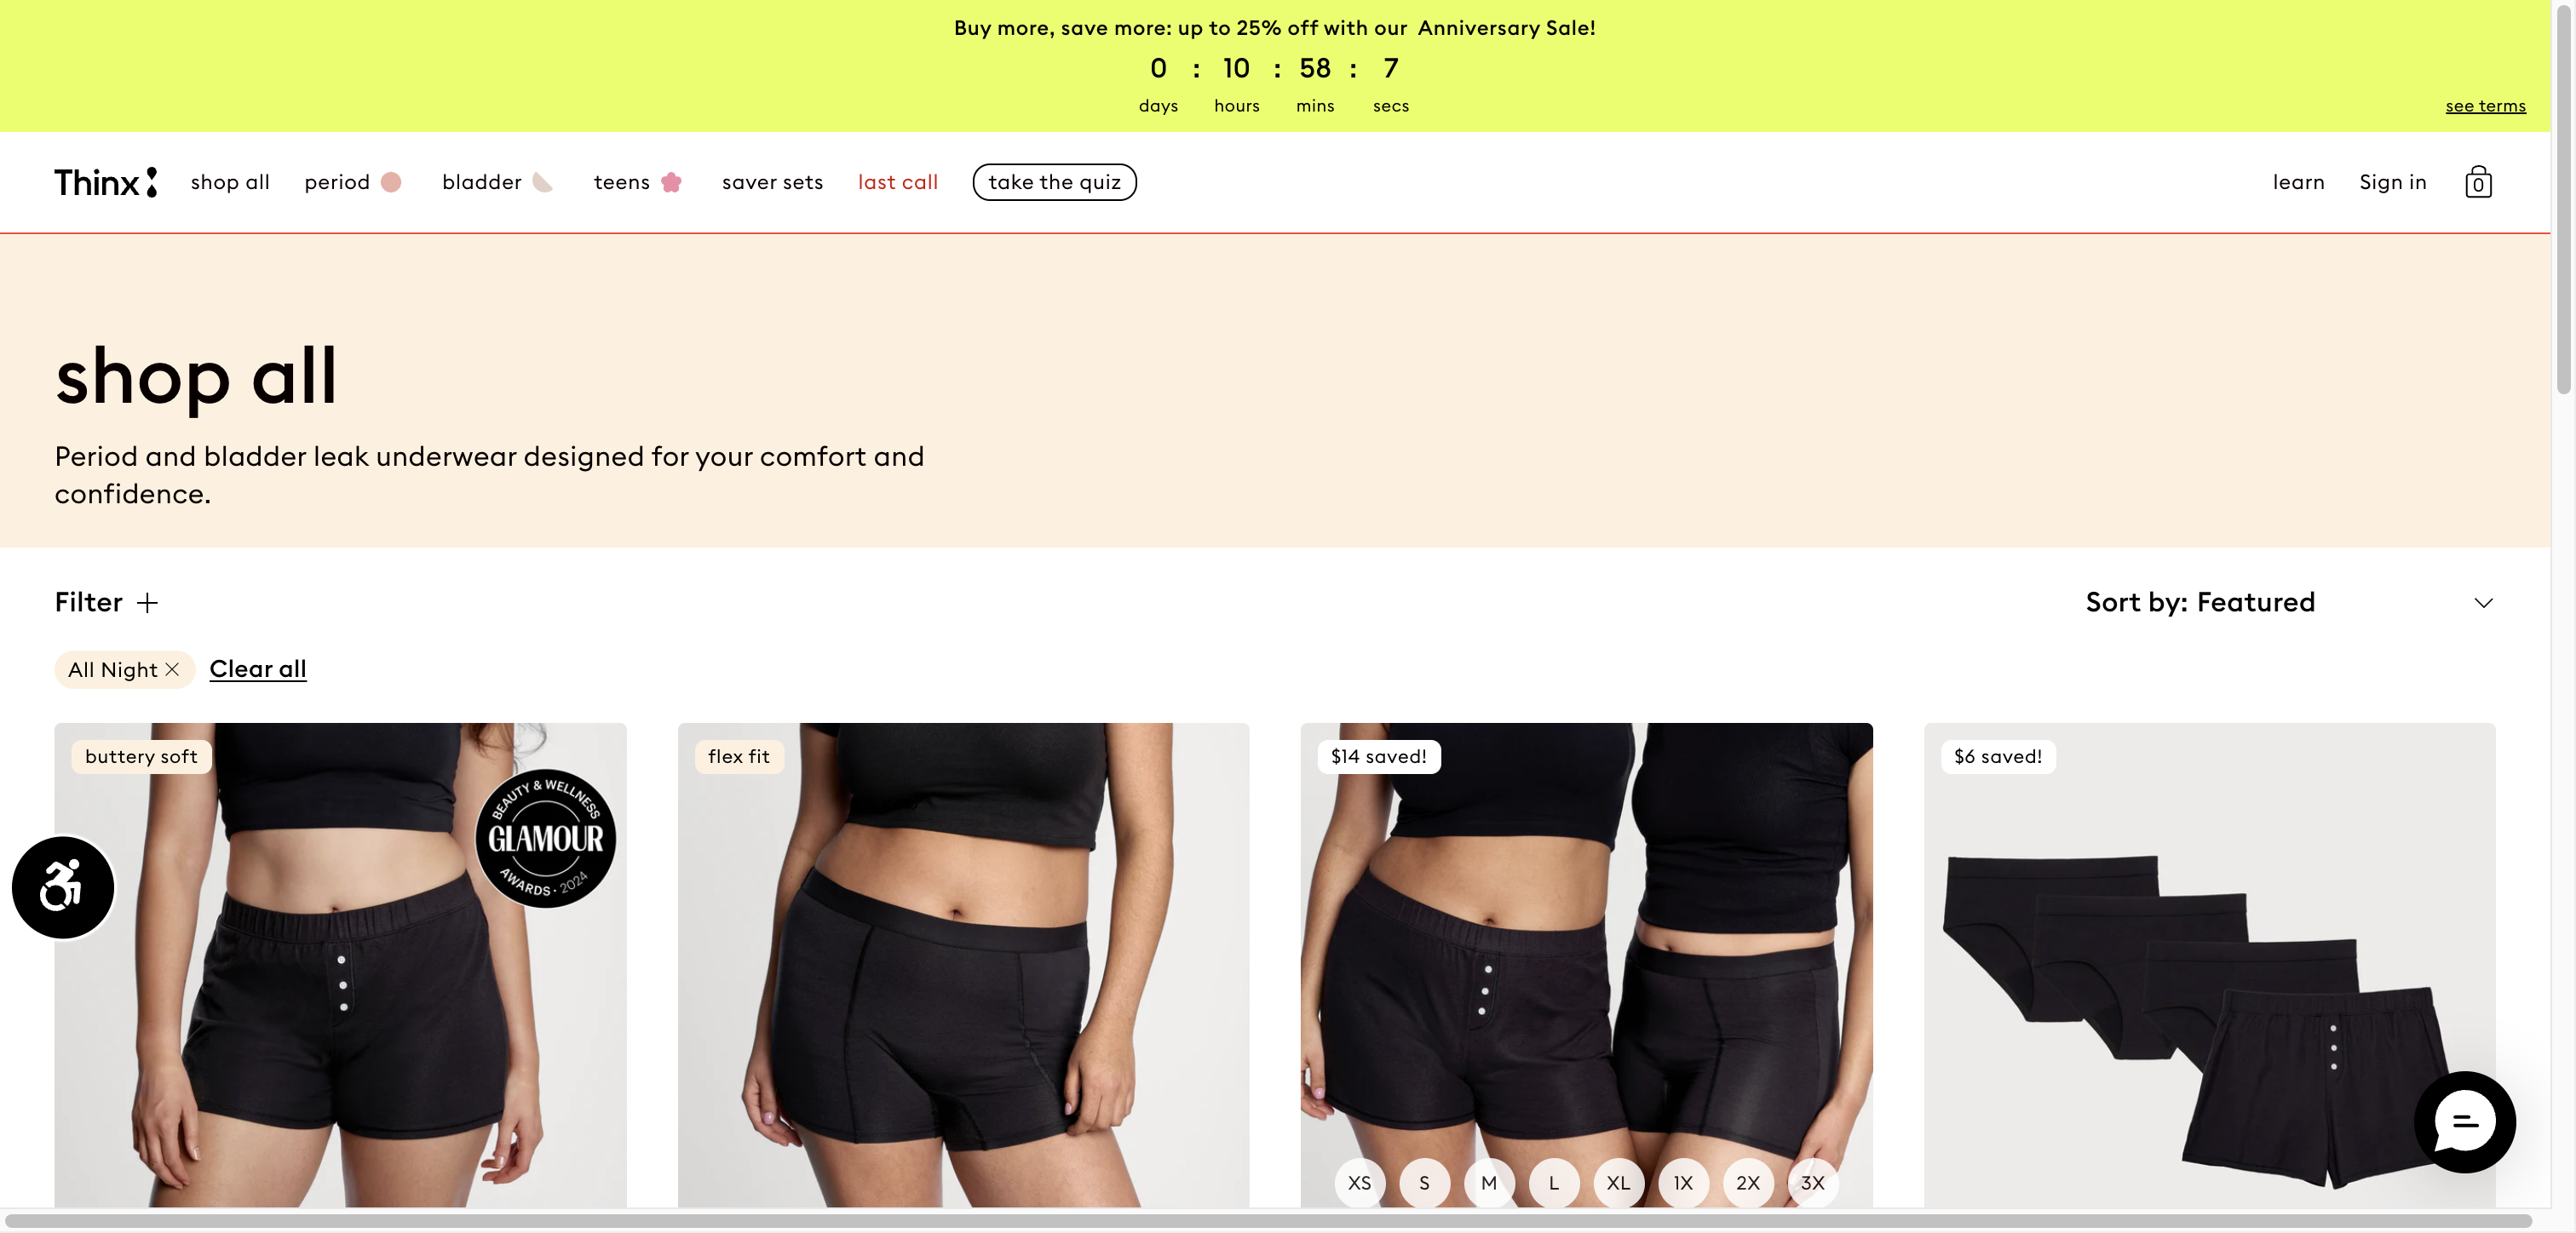 Buy more, save more: up to 25% off with our Anniversary Sale!
0 : 10 : 58 : 7
days hours mins secs
see terms
Thinx
shop all
period
bladder
teens
saver sets
last call
take the quiz
learn
Sign in
0
shop all
Period and bladder leak underwear designed for your comfort and
confidence.
Filter
Sort by: Featured
All Night
Clear all
buttery soft
BEAUTY & WELLNESS
GLAMOUR
AWARDS · 2024
flex fit
$14 saved!
XS S M L XL 1X 2X 3X
$6 saved!